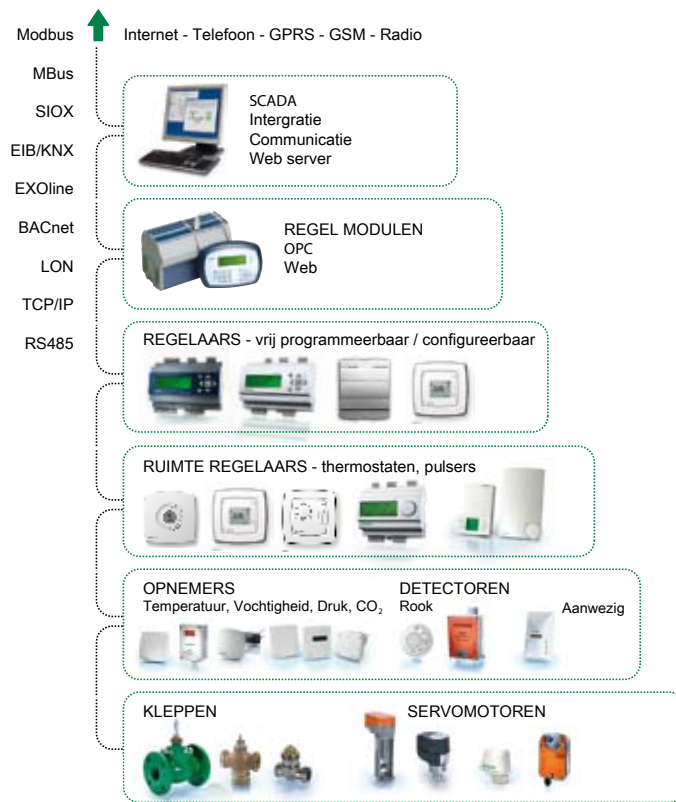 Modbus
Internet - Telefoon - GPRS - GSM - Radio
MBus
SIOX
EIB/KNX
EXOline
BACnet
LON
TCP/IP
RS485
SCADA
Intergratie
Communicatie
Web server
REGEL MODULEN
OPC
Web
REGELAARS - vrij programmeerbaar / configureerbaar
RUIMTE REGELAARS - thermostaten, pulsers
OPNEMERS
Temperatuur, Vochtigheid, Druk, CO₂
DETECTOREN
Rook
Aanwezig
KLEPPEN
SERVOMOTOREN